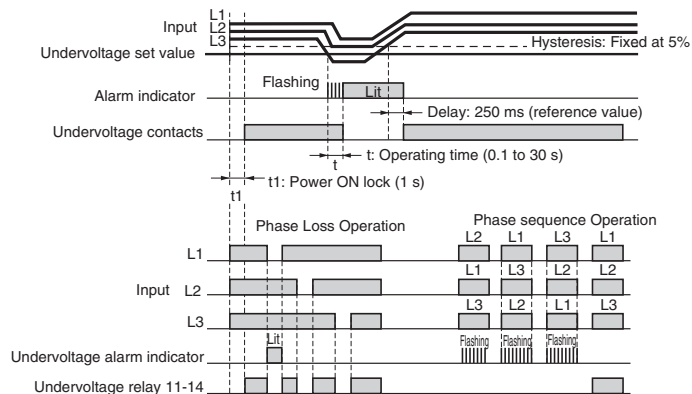 L1
Input L2
L3
Hysteresis: Fixed at 5%
Undervoltage set value
Flashing
Alarm indicator
Lit
Delay: 250 ms (reference value)
Undervoltage contacts
t: Operating time (0.1 to 30 s)
t
t1: Power ON lock (1 s)
t1
Phase Loss Operation
Phase sequence Operation
L1
L2 L1 L3 L1
Input L2
L1 L3 L2 L2
L3
L3 L2 L1 L3
Lit
Flashing Flashing Flashing
Undervoltage alarm indicator
Undervoltage relay 11-14